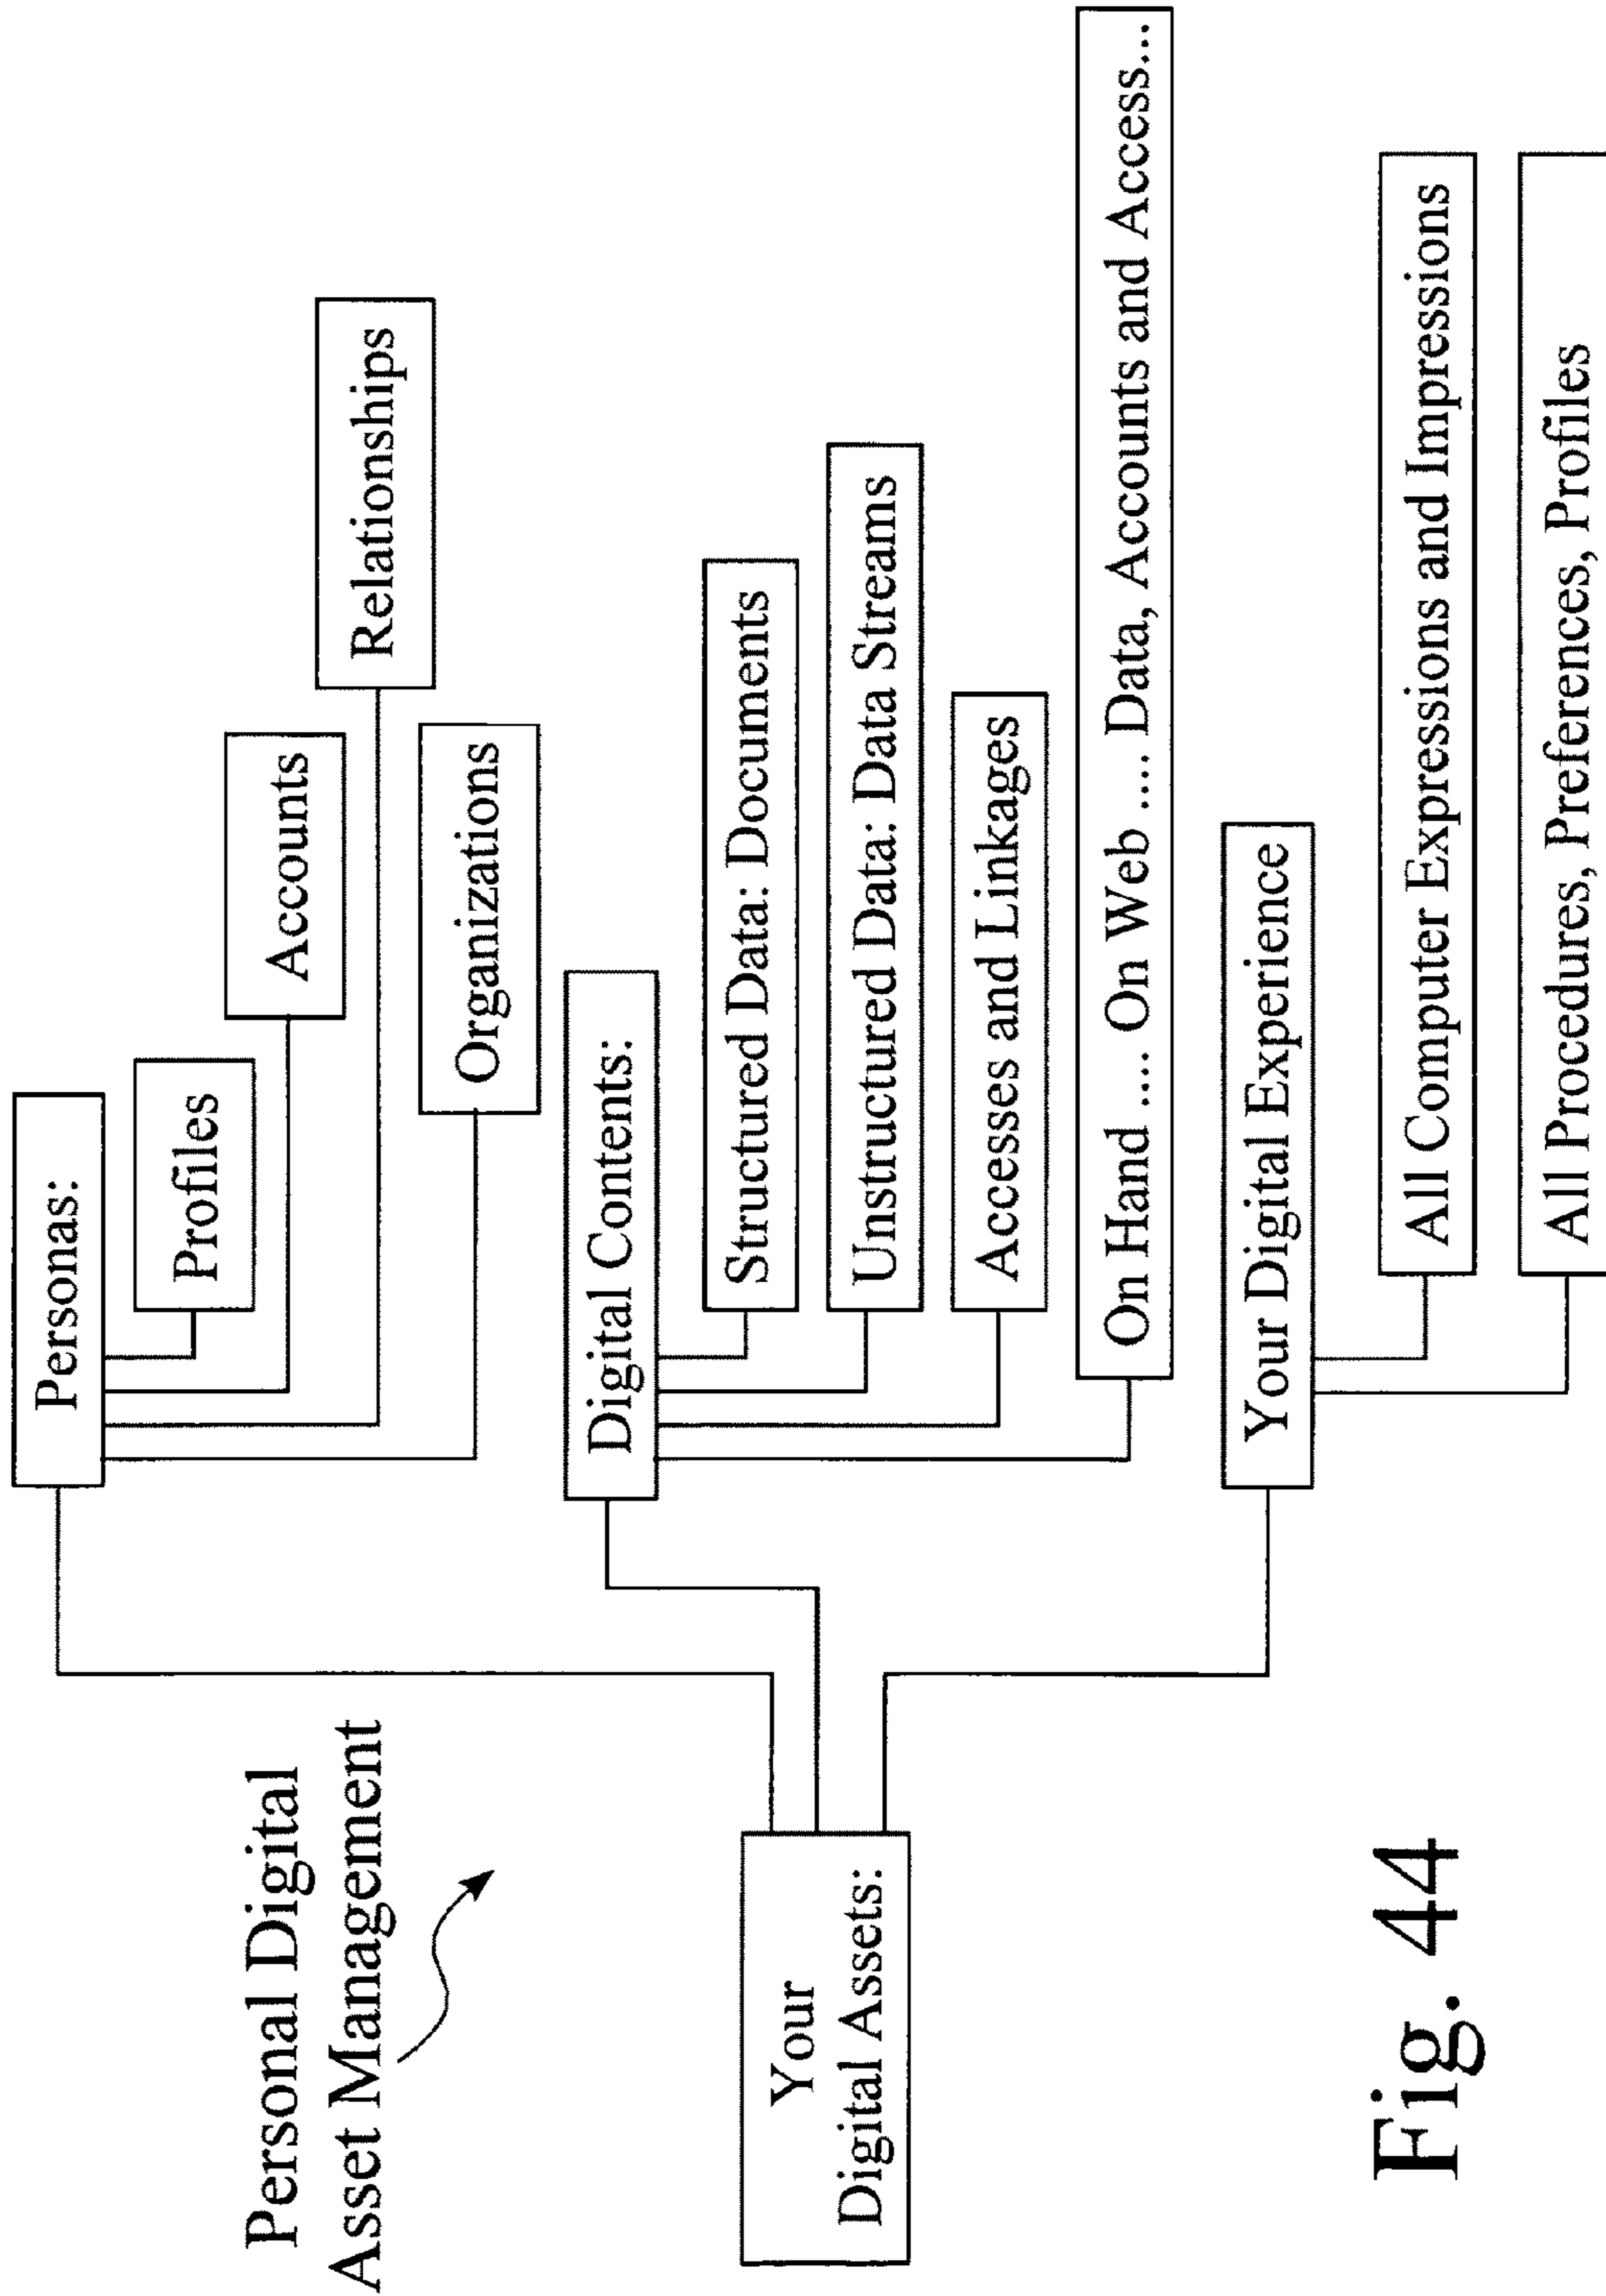 Personal Digital
Asset Management
Your
Digital Assets:
Personas:
Profiles
Accounts
Relationships
Organizations
Digital Contents:
Structured Data: Documents
Unstructured Data: Data Streams
Accesses and Linkages
On Hand .... On Web .... Data, Accounts and Access...
Your Digital Experience
All Computer Expressions and Impressions
All Procedures, Preferences, Profiles
Fig. 44